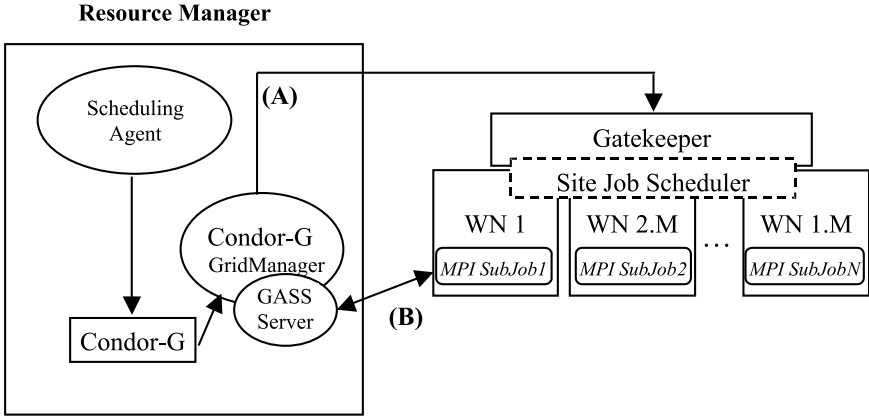 Resource Manager
Scheduling
Agent
(A)
Gatekeeper
Site Job Scheduler
Condor-G
GridManager
GASS
Server
Condor-G
(B)
WN 1
WN 2.M
WN 1.M
MPI SubJob1
MPI SubJob2
...
MPI SubJobN